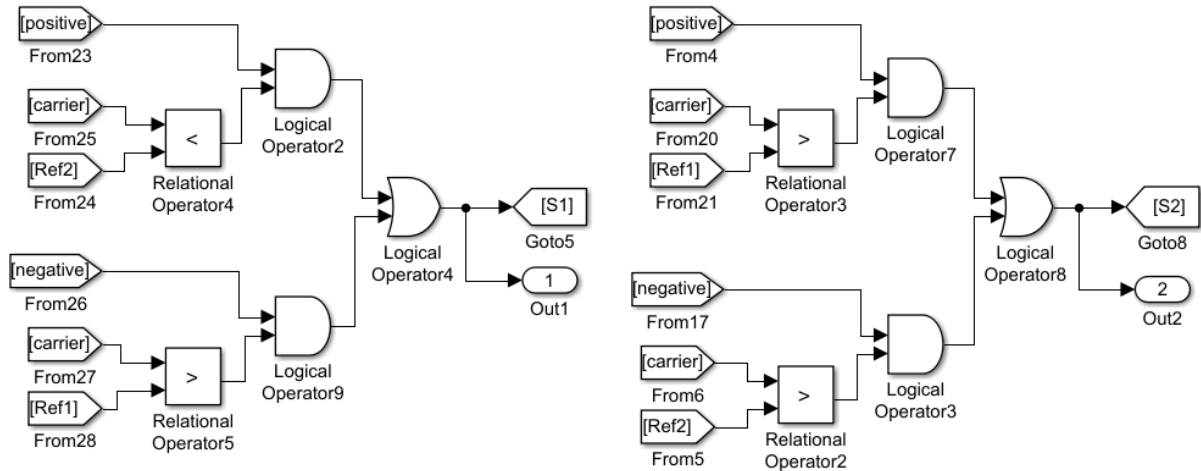 [positive]
From23
[carrier]
From25
<
[Ref2]
From24
Relational
Operator4
Logical
Operator2
[negative]
From26
[carrier]
From27
>
[Ref1]
From28
Relational
Operator5
Logical
Operator9
Logical
Operator4
[S1]
Goto5
1
Out1
[positive]
From4
[carrier]
From20
>
[Ref1]
From21
Relational
Operator3
Logical
Operator7
[negative]
From17
[carrier]
From6
>
[Ref2]
From5
Relational
Operator2
Logical
Operator3
Logical
Operator8
[S2]
Goto8
2
Out2